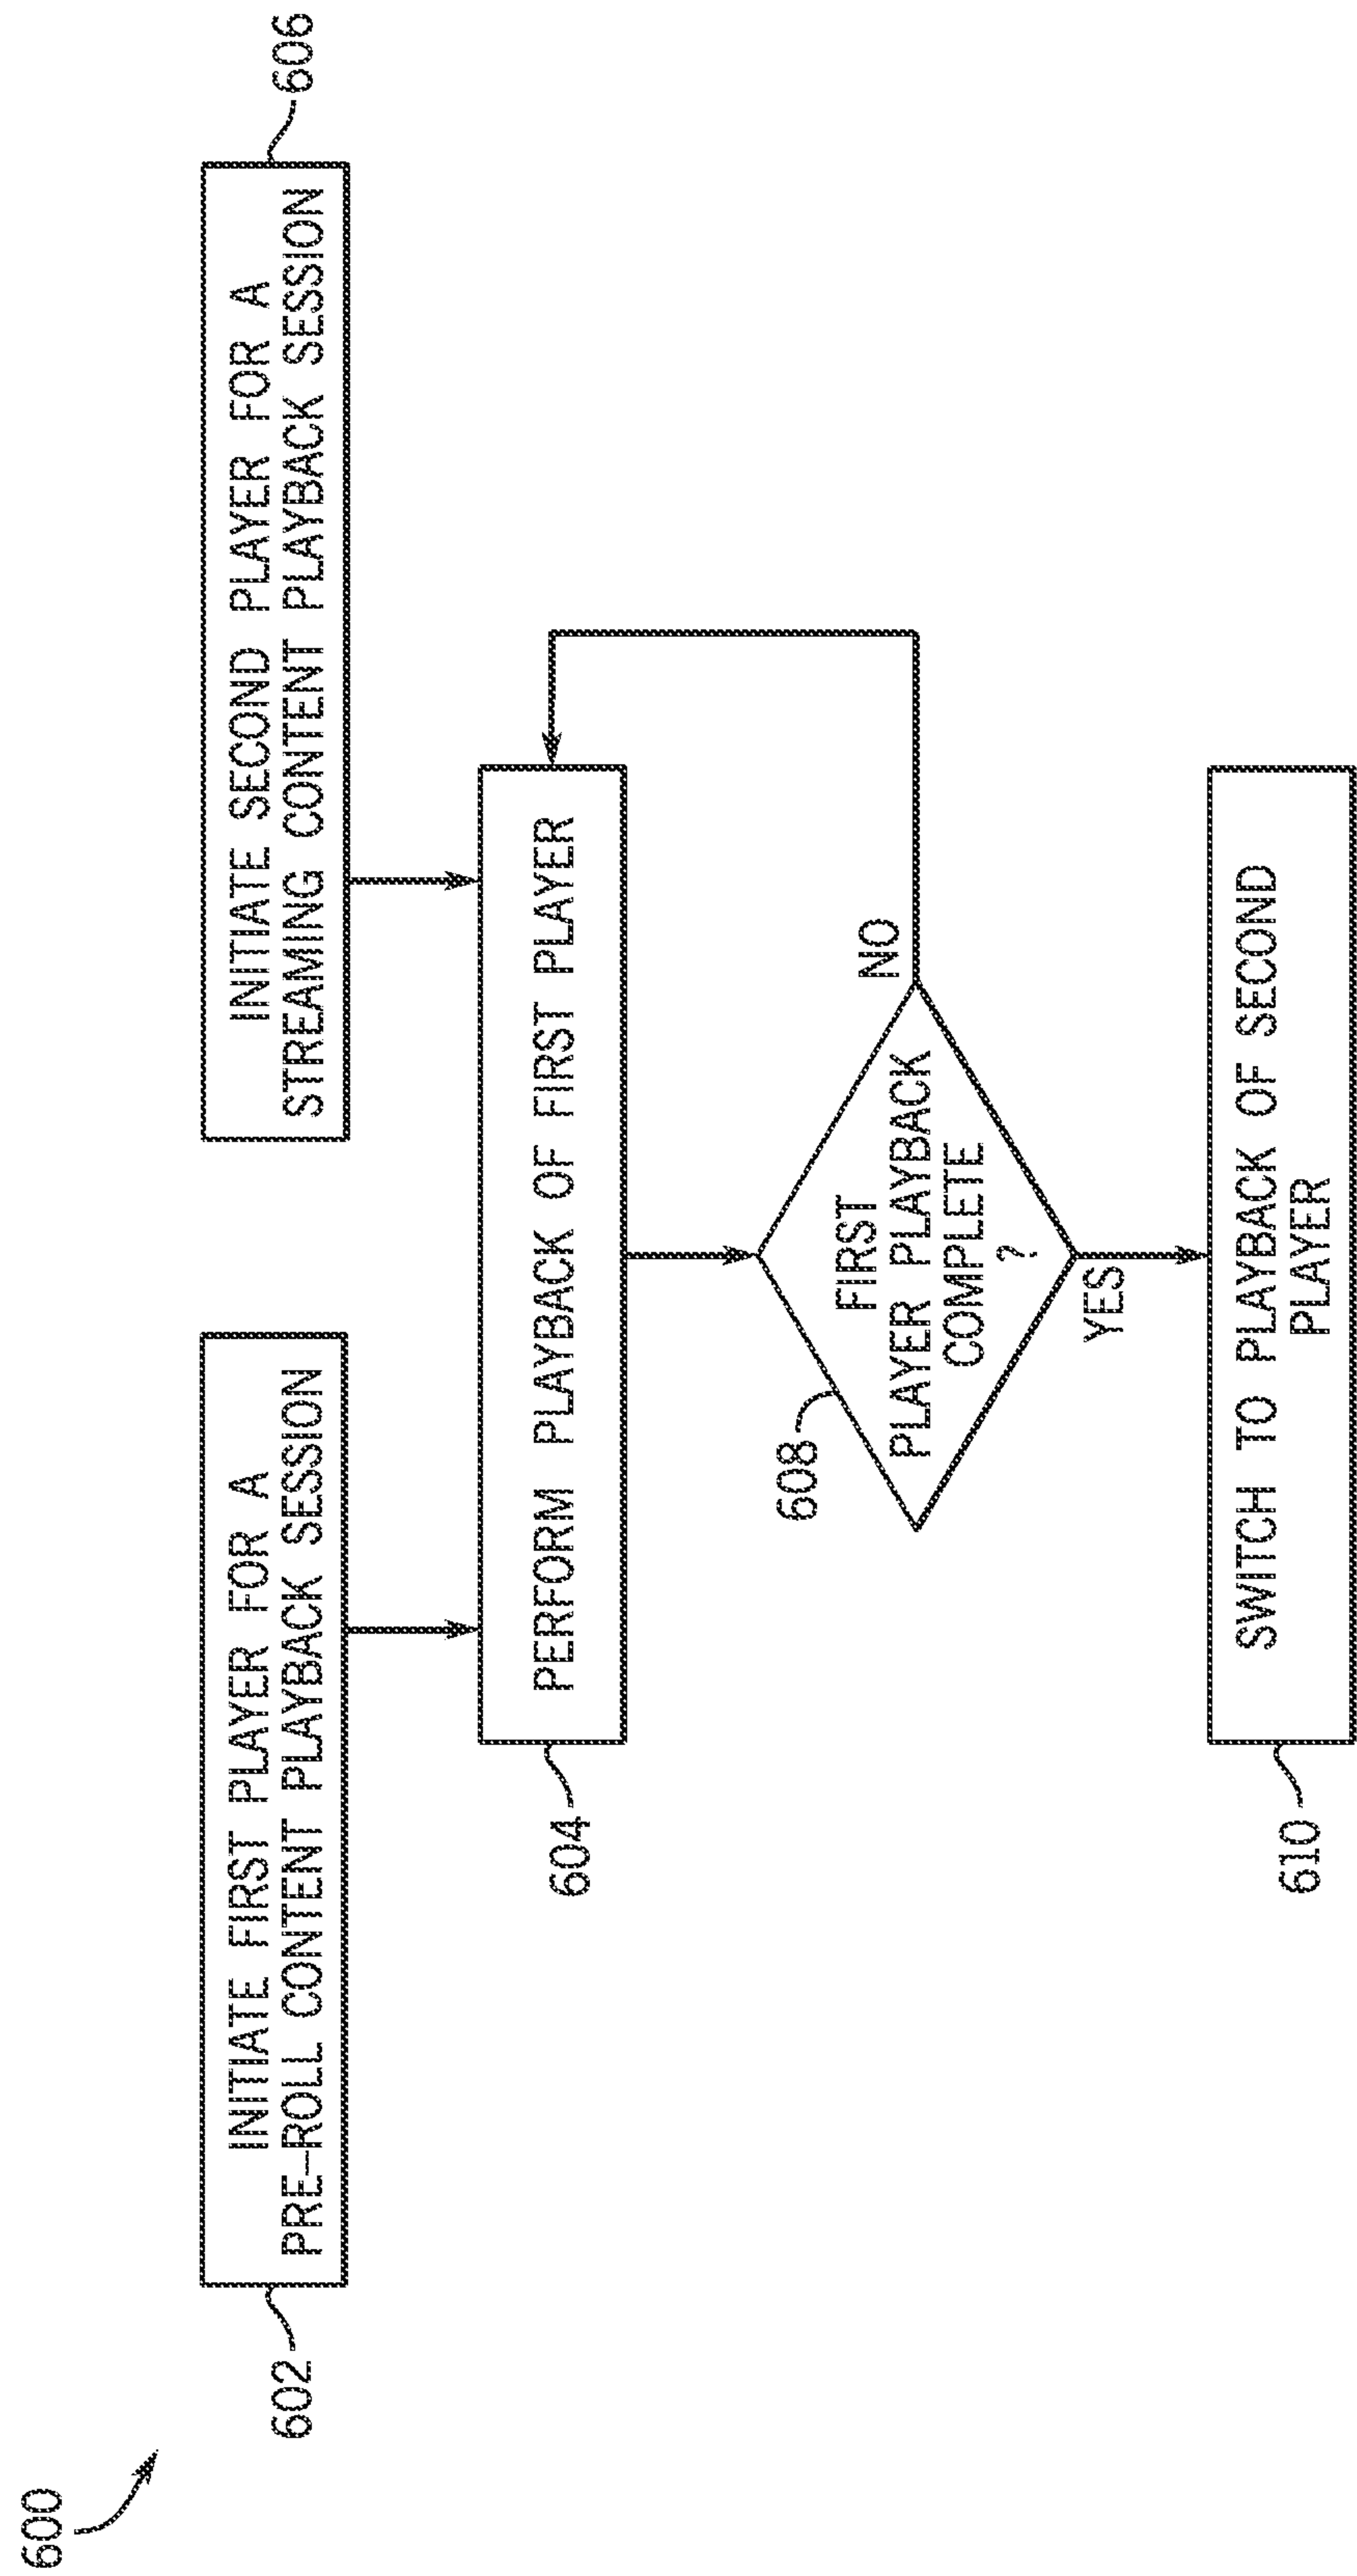 600
602
INITIATE FIRST PLAYER FOR A
PRE-ROLL CONTENT PLAYBACK SESSION
606
INITIATE SECOND PLAYER FOR A
STREAMING CONTENT PLAYBACK SESSION
604
PERFORM PLAYBACK OF FIRST PLAYER
608
FIRST
PLAYER PLAYBACK
COMPLETE
?
NO
YES
610
SWITCH TO PLAYBACK OF SECOND
PLAYER